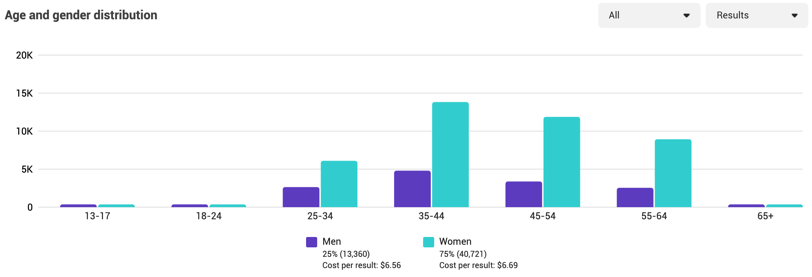 Age and gender distribution
All
Results
20K
15K
10K
5K
0
13-17
18-24
25-34
35-44
45-54
55-64
65+
Men
25% (13,360)
Cost per result: $6.56
Women
75% (40,721)
Cost per result: $6.69